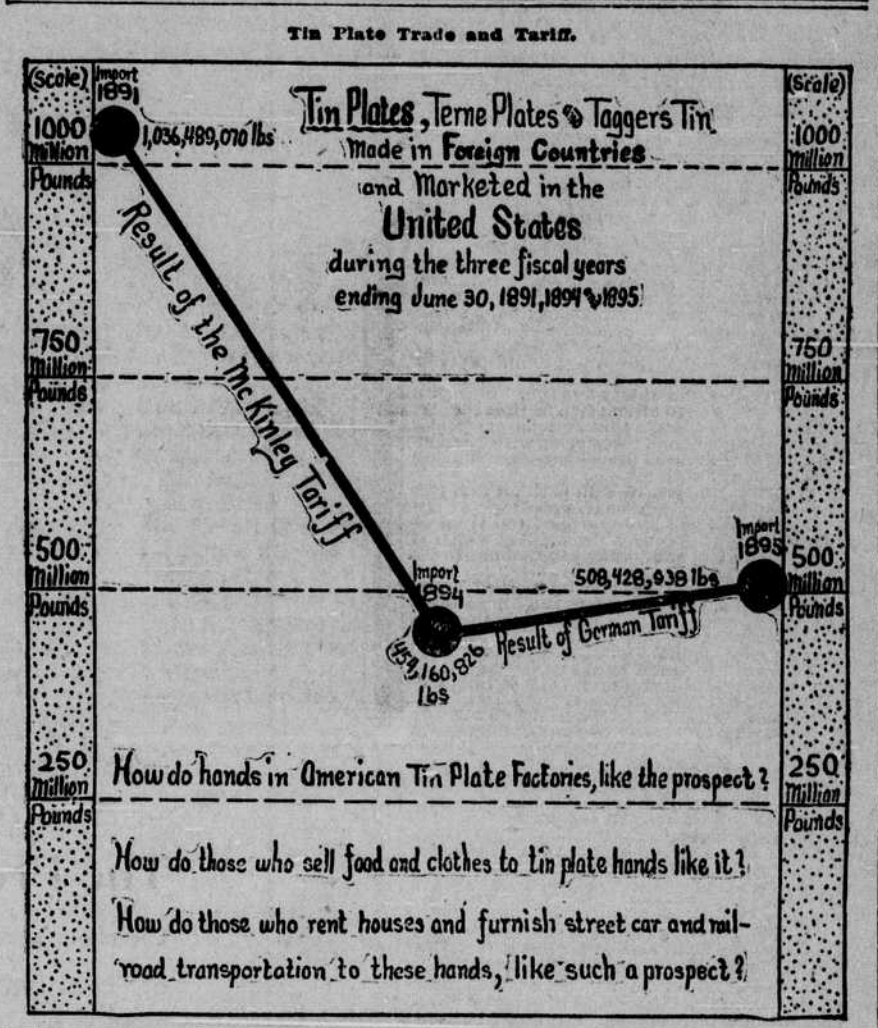 Tin Plate Trade and Tariff.
(Scale)
Import
1891
(Scale)
1000
Million
Pounds
1,036,489,070 lbs
Tin Plates, Terne Plates & Taggers Tin
Made in Foreign Countries
and Marketed in the
United States
during the three fiscal years
ending June 30, 1891, 1894 & 1895
1000
Million
Pounds
Result of the McKinley Tariff
750
Million
Pounds
750
Million
Pounds
500
Million
Pounds
Import
1894
459,160,826
lbs
508,428,938 lbs
Result of German Tariff
Import
1895
500
Million
Pounds
250
Million
Pounds
How do hands in American Tin Plate Factories, like the prospect?
250
Million
Pounds
How do those who sell food and clothes to tin plate hands like it?
How do those who rent houses and furnish street car and rail-
road transportation to these hands, like such a prospect?